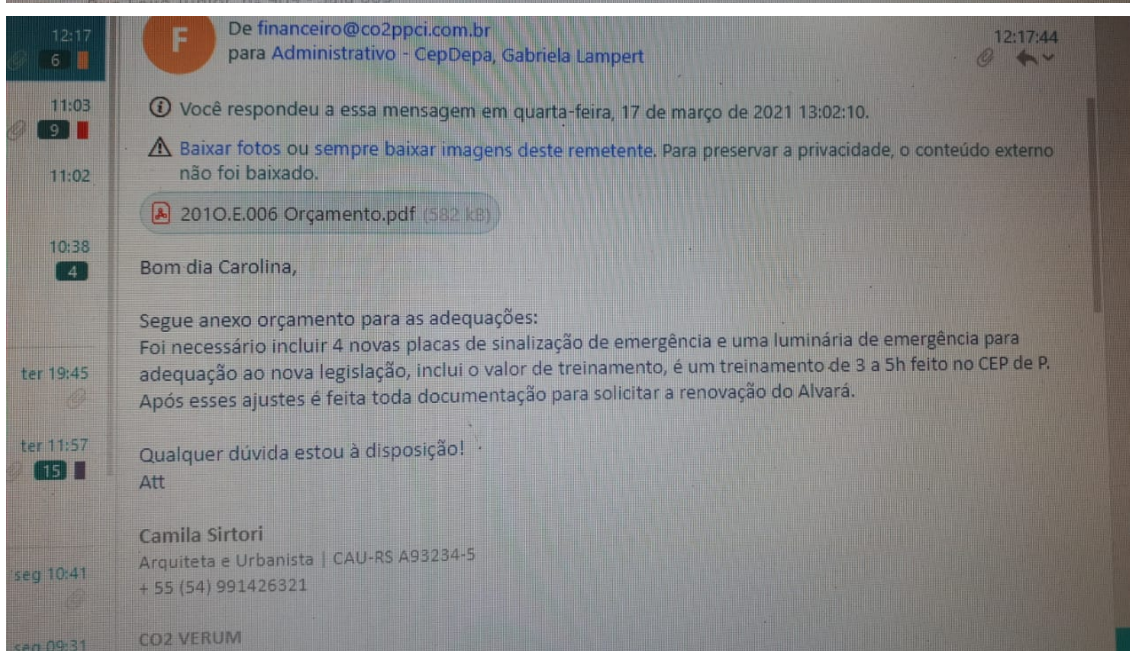 12:17
6
11:03
9
11:02
10:38
4
ter 19:45
ter 11:57
15
seg 10:41
seg 09:31
F
De financeiro@co2ppci.com.br
para Administrativo - CepDepa, Gabriela Lampert
12:17:44
Você respondeu a essa mensagem em quarta-feira, 17 de março de 2021 13:02:10.
Baixar fotos ou sempre baixar imagens deste remetente. Para preservar a privacidade, o conteúdo externo
não foi baixado.
201O.E.006 Orçamento.pdf (582 kB)
Bom dia Carolina,
Segue anexo orçamento para as adequações:
Foi necessário incluir 4 novas placas de sinalização de emergência e uma luminária de emergência para
adequação ao nova legislação, inclui o valor de treinamento, é um treinamento de 3 a 5h feito no CEP de P.
Após esses ajustes é feita toda documentação para solicitar a renovação do Alvará.
Qualquer dúvida estou à disposição!
Att
Camila Sirtori
Arquiteta e Urbanista | CAU-RS A93234-5
+ 55 (54) 991426321
CO2 VERUM